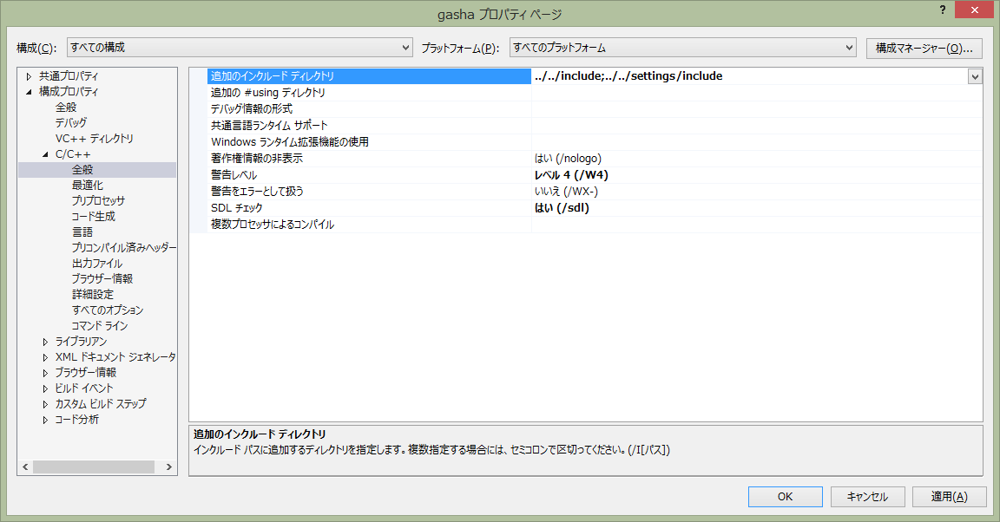 gasha プロパティ ページ
?
構成(C): すべての構成 プラットフォーム(P): すべてのプラットフォーム 構成マネージャー(O)...
共通プロパティ
構成プロパティ
全般
デバッグ
VC++ ディレクトリ
C/C++
全般
最適化
プリプロセッサ
コード生成
言語
プリコンパイル済みヘッダー
出力ファイル
ブラウザー情報
詳細設定
すべてのオプション
コマンド ライン
ライブラリアン
XML ドキュメント ジェネレータ
ブラウザー情報
ビルド イベント
カスタム ビルド ステップ
コード分析
追加のインクルード ディレクトリ ../../include;../../settings/include
追加の #using ディレクトリ
デバッグ情報の形式
共通言語ランタイム サポート
Windows ランタイム拡張機能の使用
著作権情報の非表示 はい (/nologo)
警告レベル レベル 4 (/W4)
警告をエラーとして扱う いいえ (/WX-)
SDL チェック はい (/sdl)
複数プロセッサによるコンパイル
追加のインクルード ディレクトリ
インクルード パスに追加するディレクトリを指定します。複数指定する場合には、セミコロンで区切ってください。(/I[パス])
OK キャンセル 適用(A)